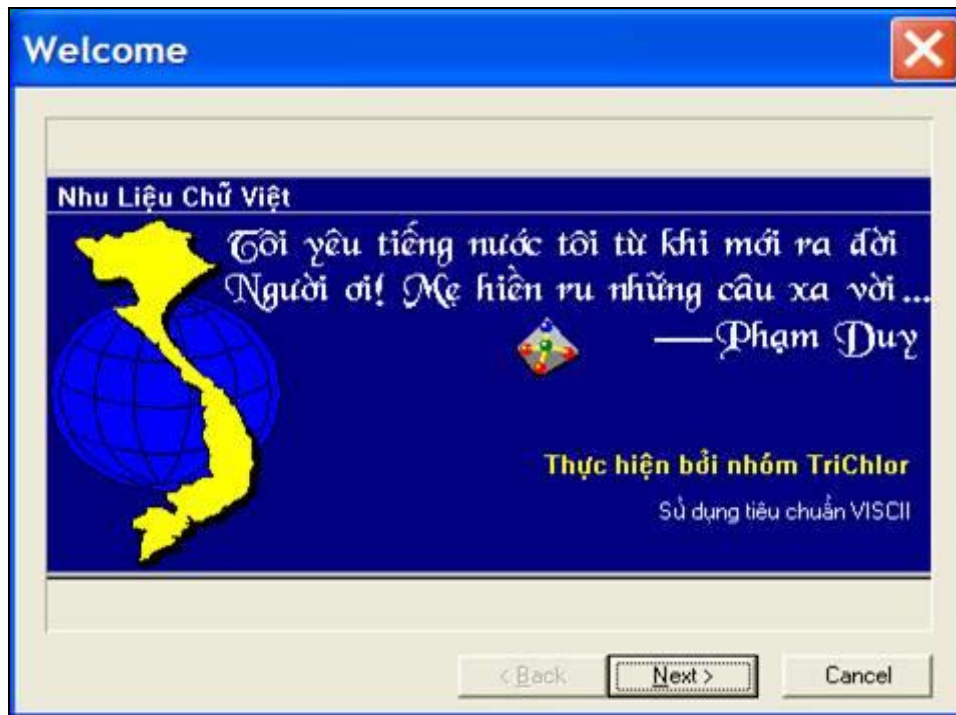 Welcome
Nhu Liệu Chữ Việt
Tôi yêu tiếng nước tôi từ khi mới ra đời
Người ơi! Mẹ hiền ru những câu xa vời...
—Phạm Duy
Thực hiện bởi nhóm TriChlor
Sử dụng tiêu chuẩn VISCII
< Back
Next >
Cancel